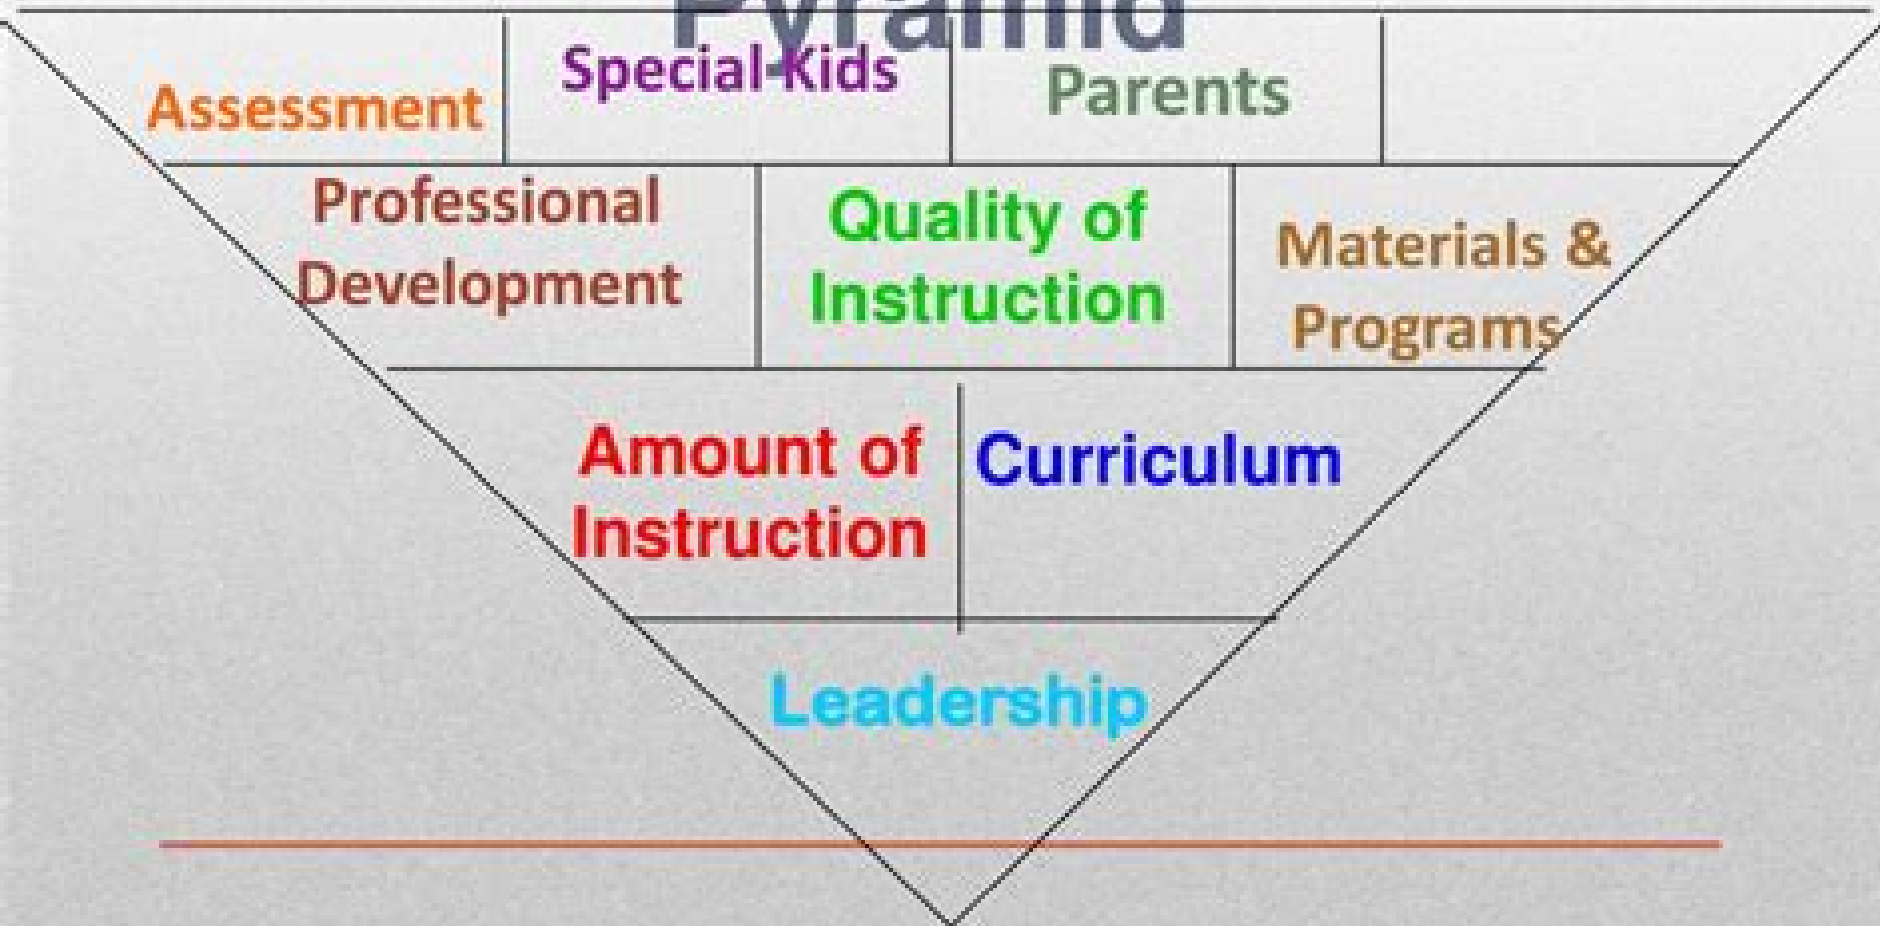 Pyramid
Assessment
Special Kids
Parents
Professional
Development
Quality of
Instruction
Materials &
Programs
Amount of
Instruction
Curriculum
Leadership